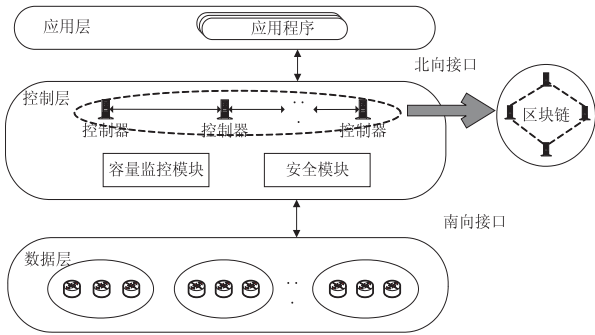 应用层
应用程序
北向接口
控制层
控制器
控制器
控制器
区块链
容量监控模块
安全模块
南向接口
数据层